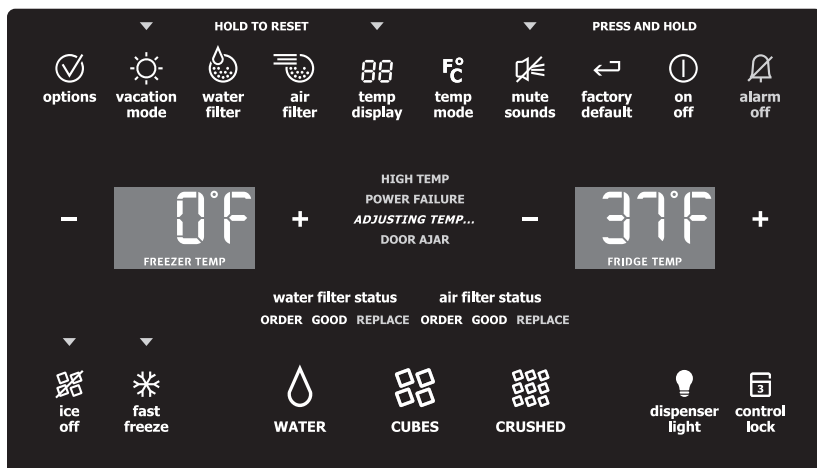 HOLD TO RESET PRESS AND HOLD
88 F°C
options vacation mode water filter air filter temp display temp mode mute sounds factory default on off alarm off
HIGH TEMP
POWER FAILURE
ADJUSTING TEMP...
DOOR AJAR
− 0°F +
FREEZER TEMP
− 37°F +
FRIDGE TEMP
water filter status air filter status
ORDER GOOD REPLACE ORDER GOOD REPLACE
3
ice off fast freeze WATER CUBES CRUSHED dispenser light control lock